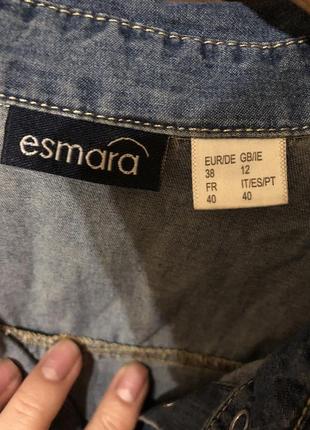 esmara
EUR/DE GB/IE
38 12
FR IT/ES/PT
40 40